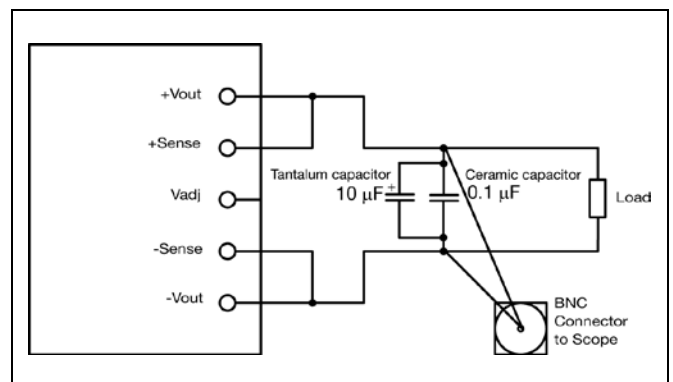 +Vout
+Sense
Vadj
-Sense
-Vout
Tantalum capacitor
10 μF
+
Ceramic capacitor
0.1 μF
Load
BNC
Connector
to Scope